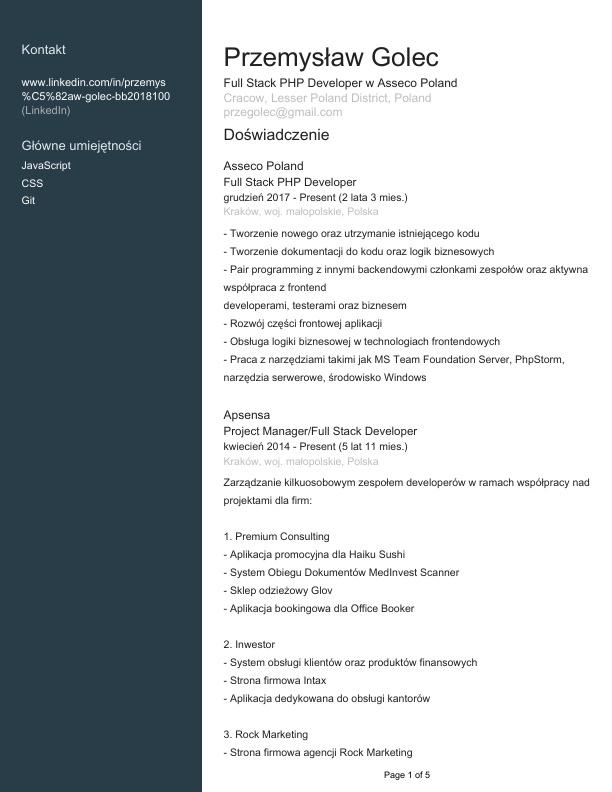 Kontakt
www.linkedin.com/in/przemys
%C5%82aw-golec-bb2018100
(LinkedIn)
Główne umiejętności
JavaScript
CSS
Git
Przemysław Golec
Full Stack PHP Developer w Asseco Poland
Cracow, Lesser Poland District, Poland
przegolec@gmail.com
Doświadczenie
Asseco Poland
Full Stack PHP Developer
grudzień 2017 - Present (2 lata 3 mies.)
Kraków, woj. małopolskie, Polska
- Tworzenie nowego oraz utrzymanie istniejącego kodu
- Tworzenie dokumentacji do kodu oraz logik biznesowych
- Pair programming z innymi backendowymi członkami zespołów oraz aktywna
współpraca z frontend
developerami, testerami oraz biznesem
- Rozwój części frontowej aplikacji
- Obsługa logiki biznesowej w technologiach frontendowych
- Praca z narzędziami takimi jak MS Team Foundation Server, PhpStorm,
narzędzia serwerowe, środowisko Windows
Apsensa
Project Manager/Full Stack Developer
kwiecień 2014 - Present (5 lat 11 mies.)
Kraków, woj. małopolskie, Polska
Zarządzanie kilkuosobowym zespołem developerów w ramach współpracy nad
projektami dla firm:
1. Premium Consulting
- Aplikacja promocyjna dla Haiku Sushi
- System Obiegu Dokumentów MedInvest Scanner
- Sklep odzieżowy Glov
- Aplikacja bookingowa dla Office Booker
2. Inwestor
- System obsługi klientów oraz produktów finansowych
- Strona firmowa Intax
- Aplikacja dedykowana do obsługi kantorów
3. Rock Marketing
- Strona firmowa agencji Rock Marketing
Page 1 of 5